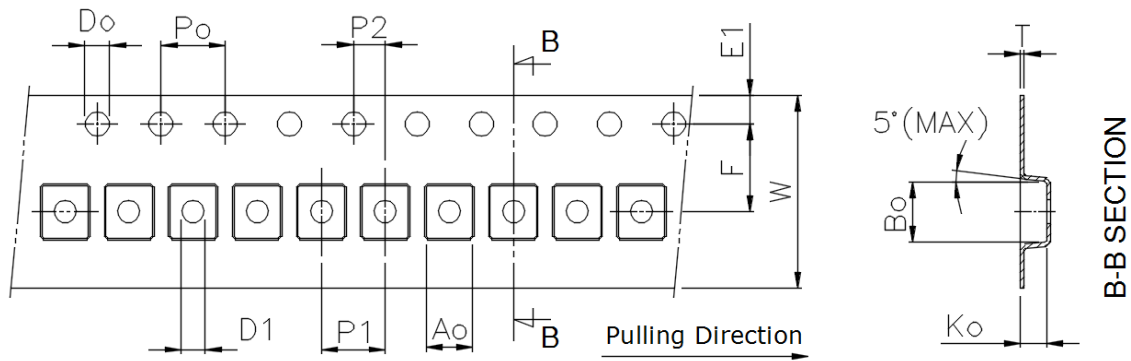 Do
Po
P2
B
E1
T
5°(MAX)
F
W
Bo
B-B SECTION
D1
P1
Ao
B
Pulling Direction
Ko